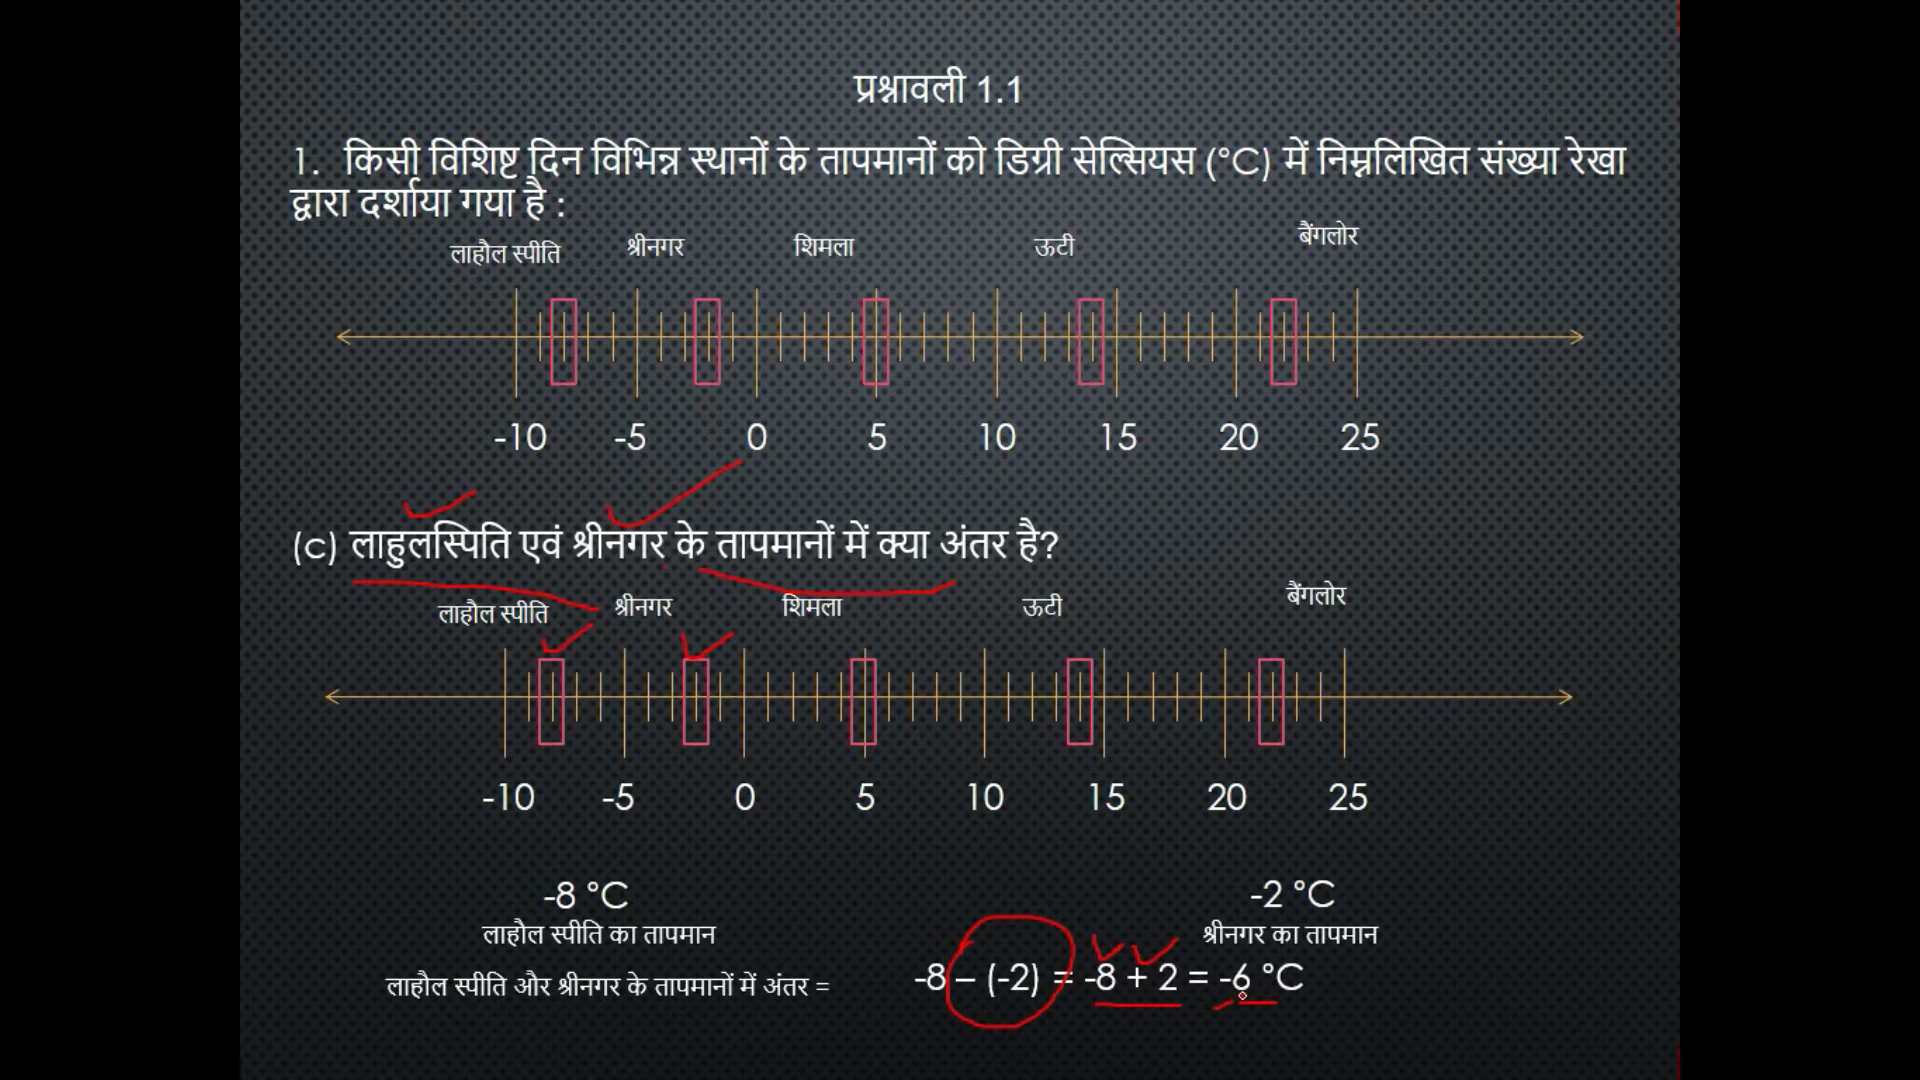 प्रश्नावली 1.1
1. किसी विशिष्ट दिन विभिन्न स्थानों के तापमानों को डिग्री सेल्सियस (°C) में निम्नलिखित संख्या रेखा
द्वारा दर्शाया गया है :
लाहौल स्पीति श्रीनगर शिमला ऊटी बैंगलोर
-10 -5 0 5 10 15 20 25
(c) लाहुलस्पिति एवं श्रीनगर के तापमानों में क्या अंतर है?
लाहौल स्पीति श्रीनगर शिमला ऊटी बैंगलोर
-10 -5 0 5 10 15 20 25
-8 °C -2 °C
लाहौल स्पीति का तापमान श्रीनगर का तापमान
लाहौल स्पीति और श्रीनगर के तापमानों में अंतर = -8 – (-2) = -8 + 2 = -6 °C